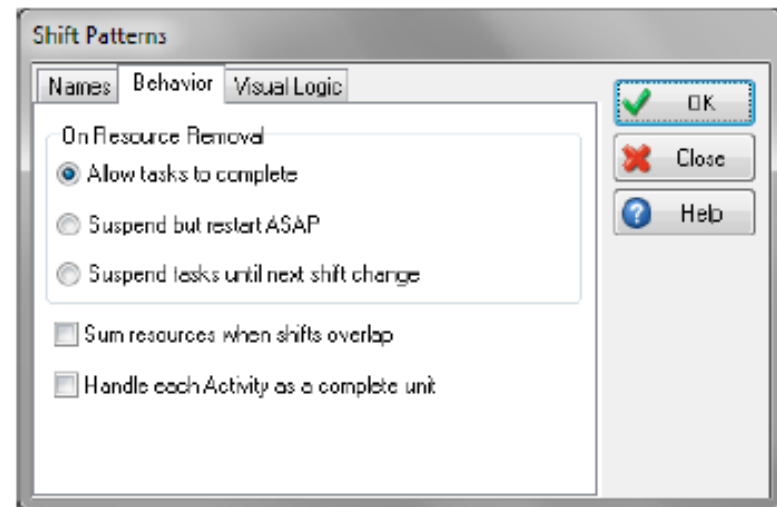 Shift Patterns
Names Behavior Visual Logic
On Resource Removal
Allow tasks to complete
Suspend but restart ASAP
Suspend tasks until next shift change
Sum resources when shifts overlap
Handle each Activity as a complete unit
OK
Close
Help